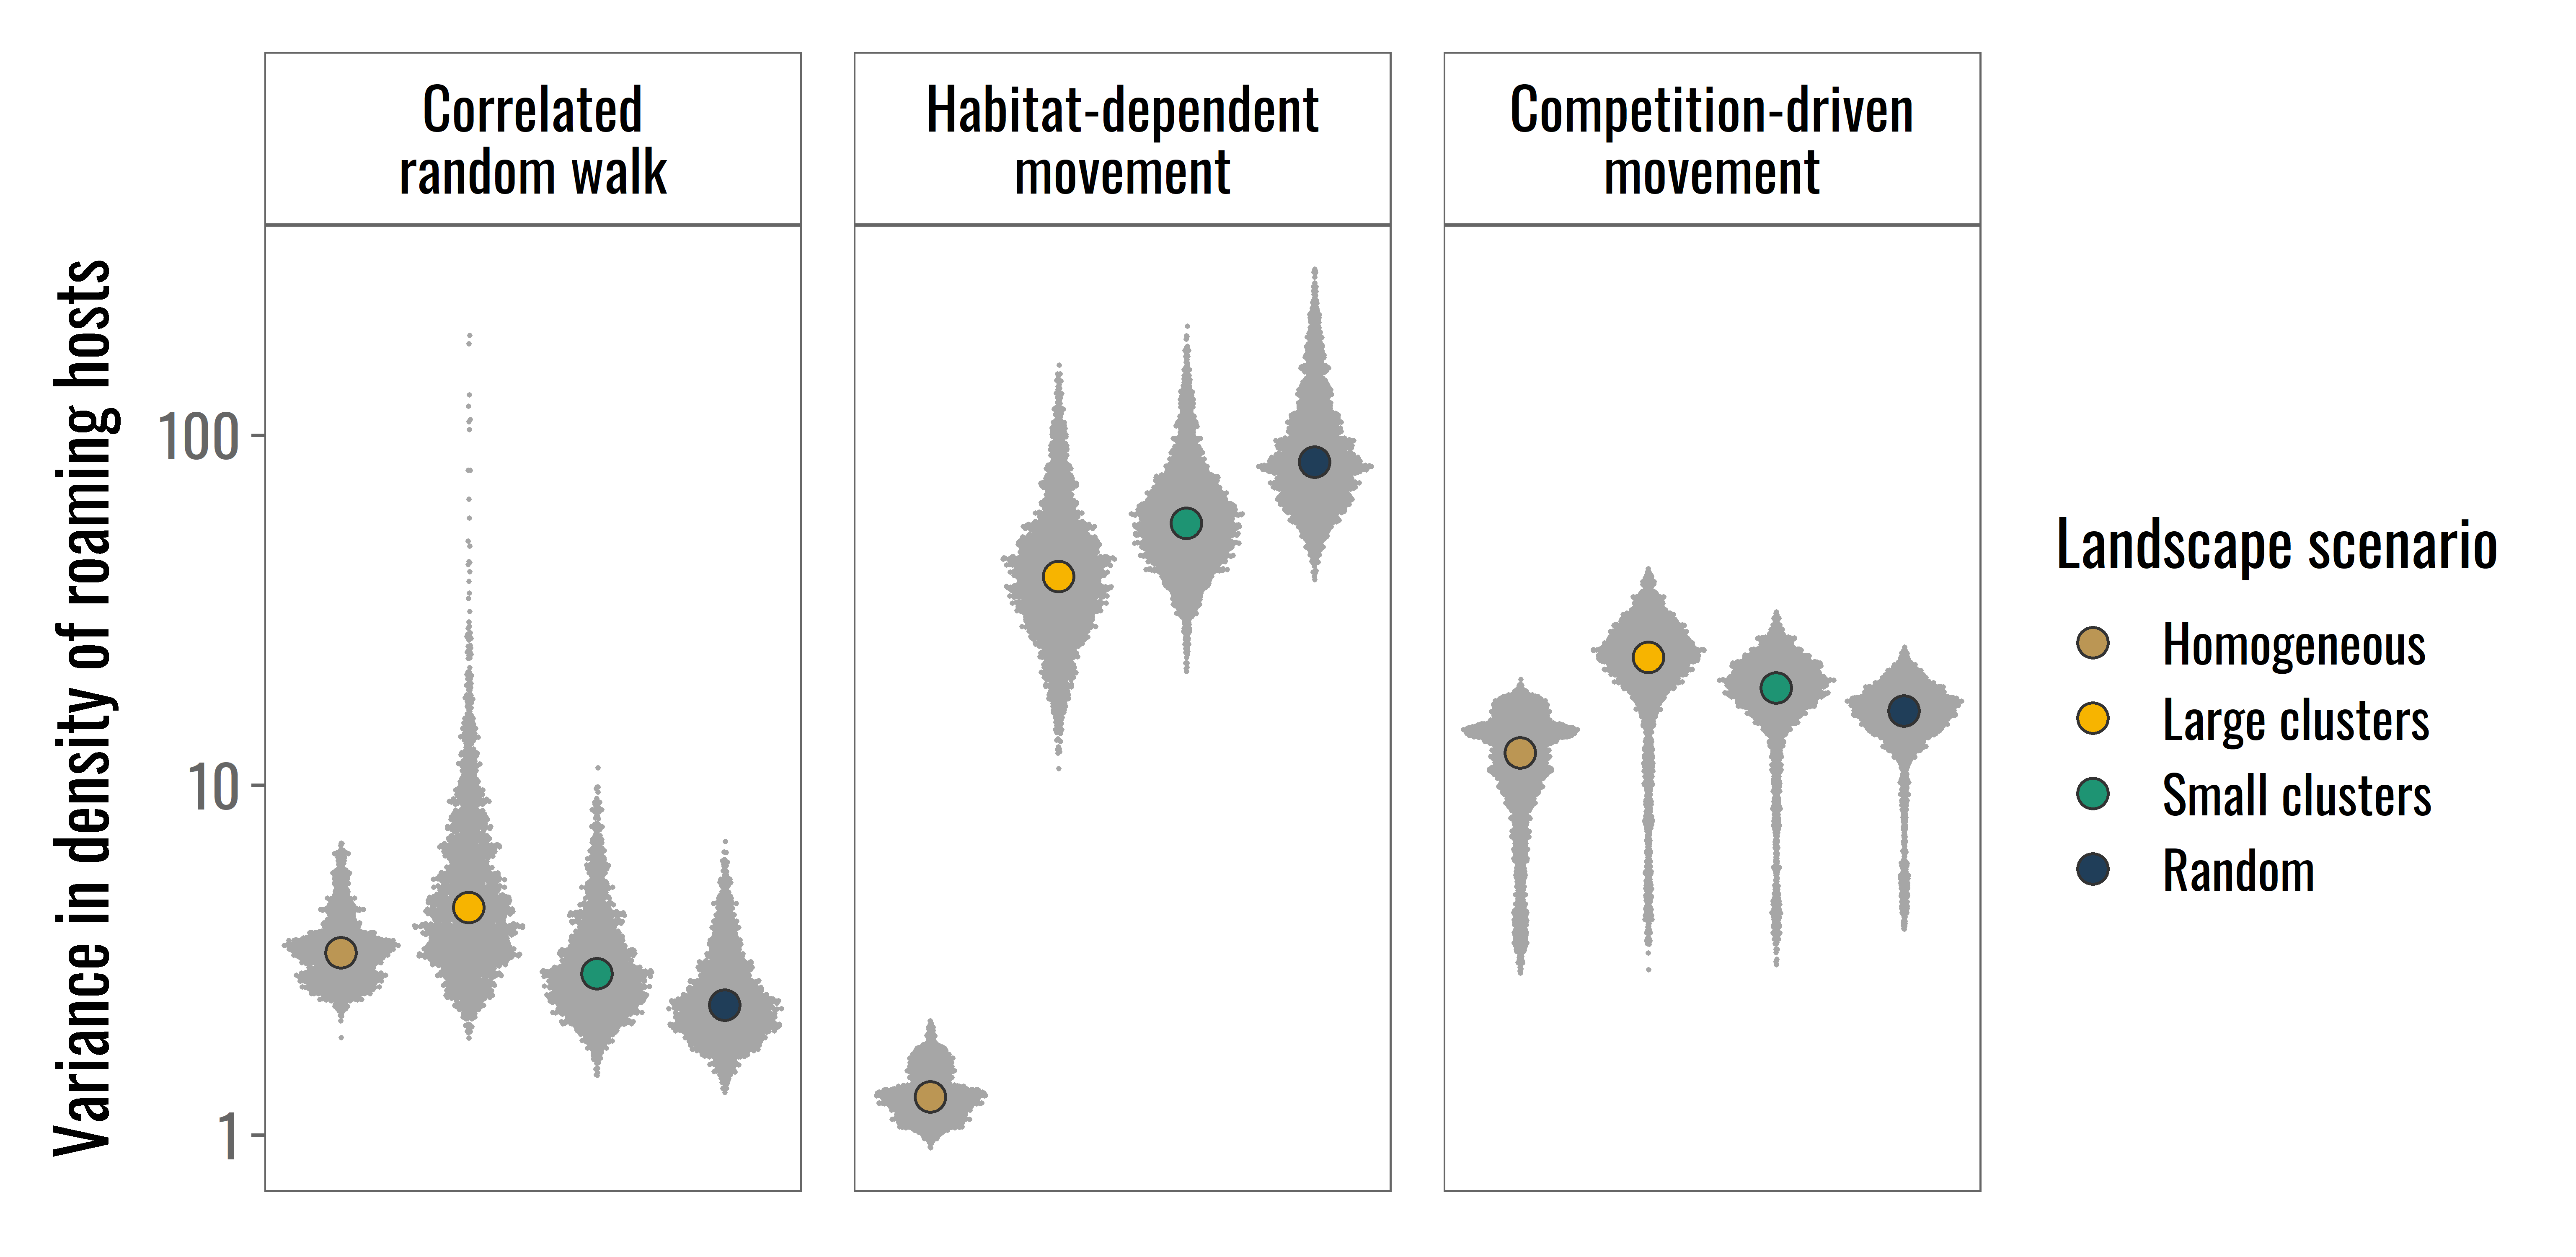 Correlated
random walk
Habitat-dependent
movement
Competition-driven
movement
Variance in density of roaming hosts
100
10
1
Landscape scenario
Homogeneous
Large clusters
Small clusters
Random